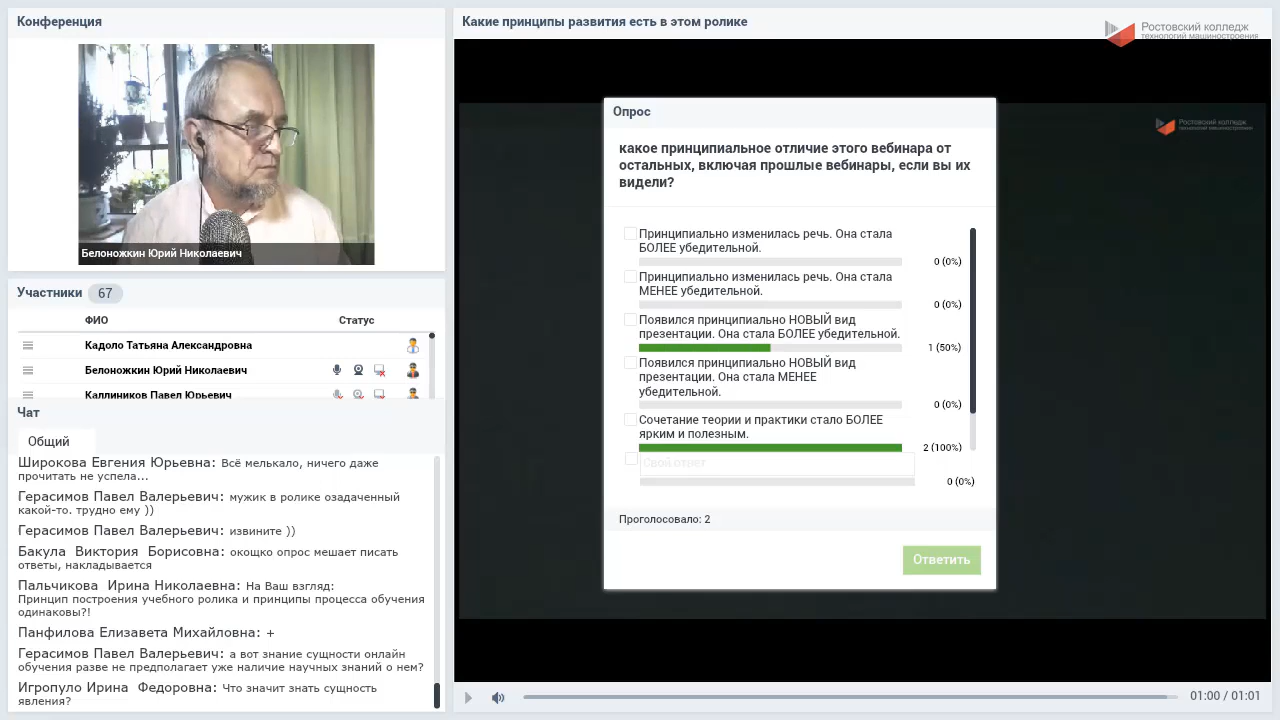 Конференция
Белоножкин Юрий Николаевич
Участники 67
ФИО Статус
Кадоло Татьяна Александровна
Белоножкин Юрий Николаевич
Каллиников Павел Юрьевич
Чат
Общий
Широкова Евгения Юрьевна: Всё мелькало, ничего даже
прочитать не успела...
Герасимов Павел Валерьевич: мужик в ролике озадаченный
какой-то. трудно ему ))
Герасимов Павел Валерьевич: извините ))
Бакула Виктория Борисовна: окощко опрос мешает писать
ответы, накладывается
Пальчикова Ирина Николаевна: На Ваш взгляд:
Принцип построения учебного ролика и принципы процесса обучения
одинаковы?!
Панфилова Елизавета Михайловна: +
Герасимов Павел Валерьевич: а вот знание сущности онлайн
обучения разве не предполагает уже наличие научных знаний о нем?
Игропуло Ирина Федоровна: Что значит знать сущность
явления?
Какие принципы развития есть в этом ролике
Ростовский колледж
технологий машиностроения
Ростовский колледж
технологий машиностроения
Опрос
какое принципиальное отличие этого вебинара от
остальных, включая прошлые вебинары, если вы их
видели?
Принципиально изменилась речь. Она стала
БОЛЕЕ убедительной.
0 (0%)
Принципиально изменилась речь. Она стала
МЕНЕЕ убедительной.
0 (0%)
Появился принципиально НОВЫЙ вид
презентации. Она стала БОЛЕЕ убедительной.
1 (50%)
Появился принципиально НОВЫЙ вид
презентации. Она стала МЕНЕЕ
убедительной.
0 (0%)
Сочетание теории и практики стало БОЛЕЕ
ярким и полезным.
2 (100%)
Свой ответ
0 (0%)
Проголосовало: 2
Ответить
01:00 / 01:01